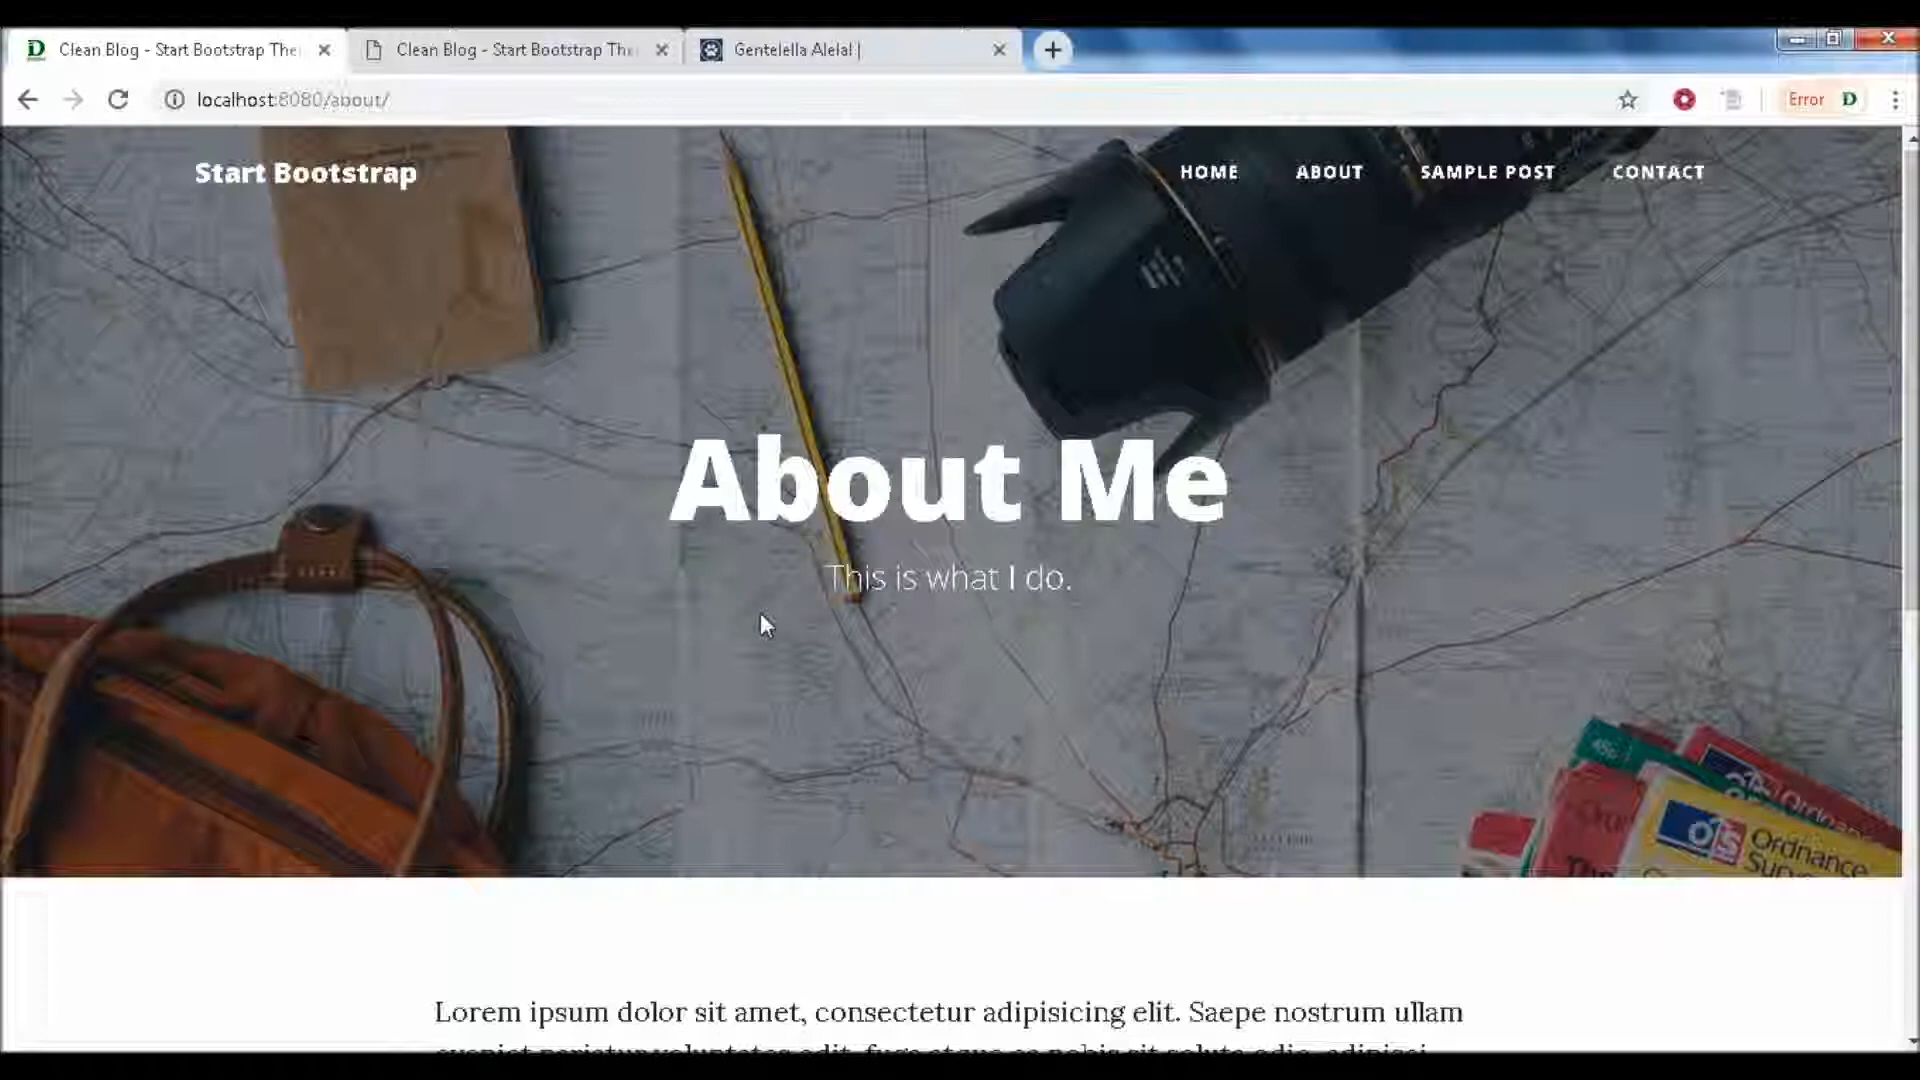 Clean Blog - Start Bootstrap The
Clean Blog - Start Bootstrap The
Gentelella Alela! |
localhost:8080/about/
Error
Start Bootstrap
HOME
ABOUT
SAMPLE POST
CONTACT
About Me
This is what I do.
Ordnance
Lorem ipsum dolor sit amet, consectetur adipisicing elit. Saepe nostrum ullam